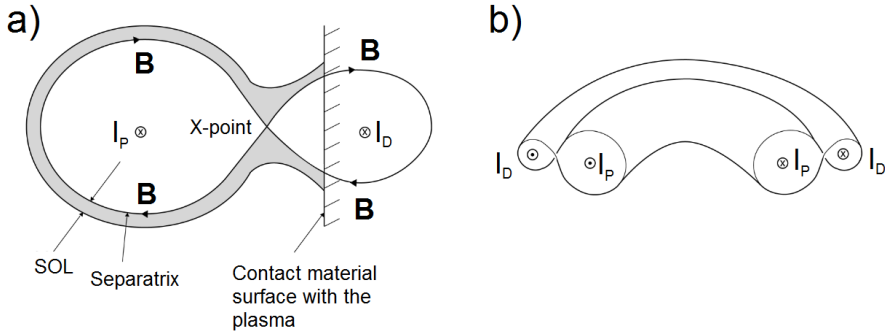 a)
B
B
I_P ⊗
X-point
I_D ⊗
B
B
SOL
Separatrix
Contact material
surface with the
plasma
b)
I_D ⊙
⊙ I_P
⊗ I_P
⊗ I_D